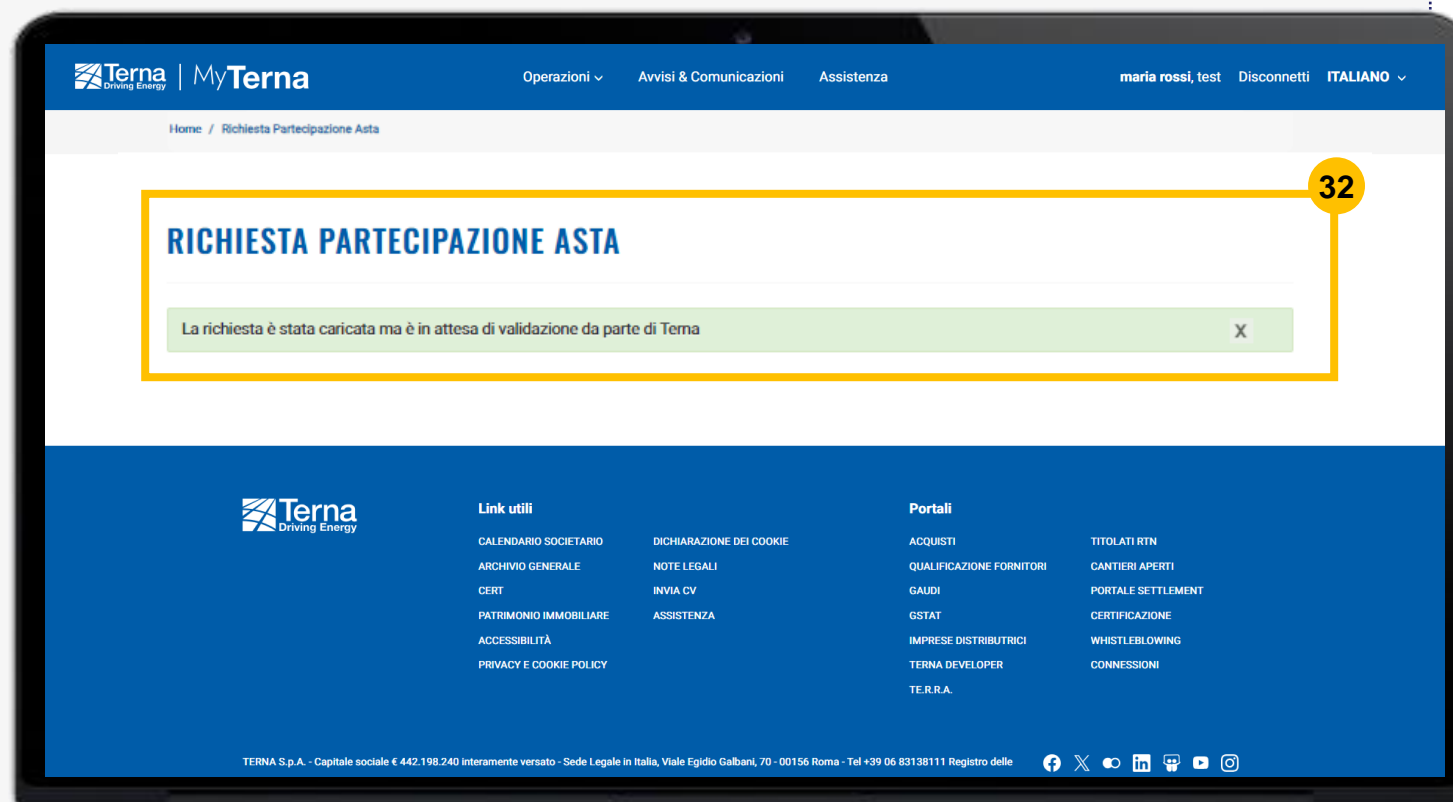 Terna
Driving Energy
MyTerna
Operazioni
Avvisi & Comunicazioni
Assistenza
maria rossi, test
Disconnetti
ITALIANO
Home / Richiesta Partecipazione Asta
32
RICHIESTA PARTECIPAZIONE ASTA
La richiesta è stata caricata ma è in attesa di validazione da parte di Terna
X
Terna
Driving Energy
Link utili
CALENDARIO SOCIETARIO
ARCHIVIO GENERALE
CERT
PATRIMONIO IMMOBILIARE
ACCESSIBILITÀ
PRIVACY E COOKIE POLICY
DICHIARAZIONE DEI COOKIE
NOTE LEGALI
INVIA CV
ASSISTENZA
Portali
ACQUISTI
QUALIFICAZIONE FORNITORI
GAUDI
GSTAT
IMPRESE DISTRIBUTRICI
TERNA DEVELOPER
TE.R.R.A.
TITOLATI RTN
CANTIERI APERTI
PORTALE SETTLEMENT
CERTIFICAZIONE
WHISTLEBLOWING
CONNESSIONI
TERNA S.p.A. - Capitale sociale € 442.198.240 interamente versato - Sede Legale in Italia, Viale Egidio Galbani, 70 - 00156 Roma - Tel +39 06 83138111 Registro delle